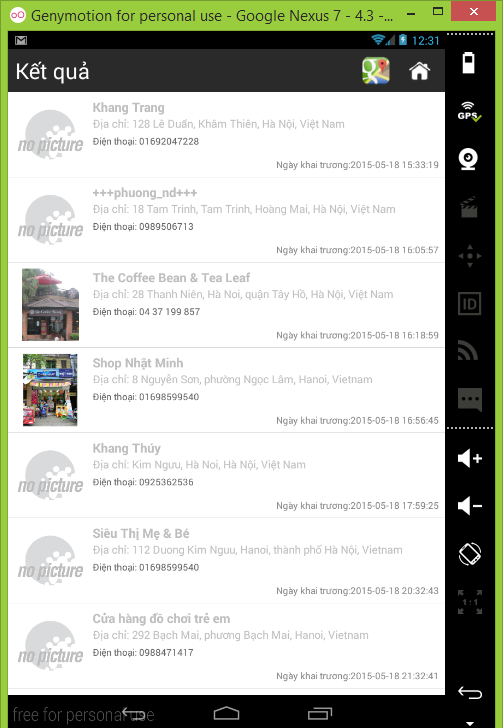 Genymotion for personal use - Google Nexus 7 - 4.3 -...
12:31
Kết quả
no picture
Khang Trang
Địa chỉ: 128 Lê Duẩn, Khâm Thiên, Hà Nội, Việt Nam
Điện thoại: 01692047228
Ngày khai trương:2015-05-18 15:33:19
no picture
+++phuong_nd+++
Địa chỉ: 18 Tam Trinh, Tam Trinh, Hoàng Mai, Hà Nội, Việt Nam
Điện thoại: 0989506713
Ngày khai trương:2015-05-18 16:05:57
The Coffee Bean & Tea Leaf
Địa chỉ: 28 Thanh Niên, Hà Noi, quận Tây Hồ, Hà Nội, Việt Nam
Điện thoại: 04 37 199 857
Ngày khai trương:2015-05-18 16:18:59
Shop Nhật Minh
Địa chỉ: 8 Nguyễn Sơn, phường Ngọc Lâm, Hanoi, Vietnam
Điện thoại: 01698599540
Ngày khai trương:2015-05-18 16:56:45
no picture
Khang Thúy
Địa chỉ: Kim Ngưu, Hà Noi, Hà Nội, Việt Nam
Điện thoại: 0925362536
Ngày khai trương:2015-05-18 17:59:25
no picture
Siêu Thị Mẹ & Bé
Địa chỉ: 112 Duong Kim Nguu, Hanoi, thành phố Hà Nội, Vietnam
Điện thoại: 01698599540
Ngày khai trương:2015-05-18 20:32:43
no picture
Cửa hàng đồ chơi trẻ em
Địa chỉ: 292 Bạch Mai, phương Bạch Mai, Hanoi, Vietnam
Điện thoại: 0988471417
Ngày khai trương:2015-05-18 21:32:41
free for personal use
GPS
ID
1:1